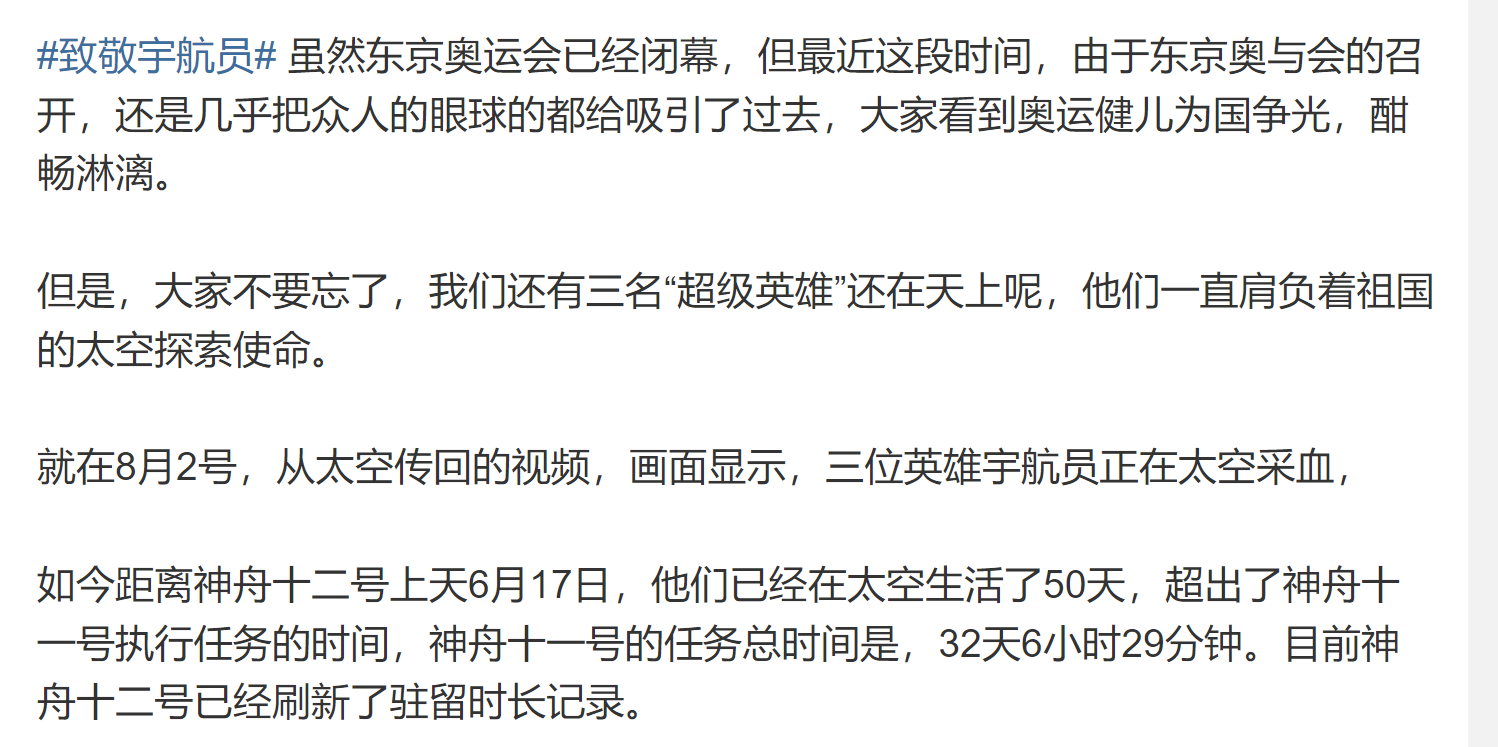 #致敬宇航员# 虽然东京奥运会已经闭幕，但最近这段时间，由于东京奥与会的召
开，还是几乎把众人的眼球的都给吸引了过去，大家看到奥运健儿为国争光，酣
畅淋漓。
但是，大家不要忘了，我们还有三名“超级英雄”还在天上呢，他们一直肩负着祖国
的太空探索使命。
就在8月2号，从太空传回的视频，画面显示，三位英雄宇航员正在太空采血，
如今距离神舟十二号上天6月17日，他们已经在太空生活了50天，超出了神舟十
一号执行任务的时间，神舟十一号的任务总时间是，32天6小时29分钟。目前神
舟十二号已经刷新了驻留时长记录。